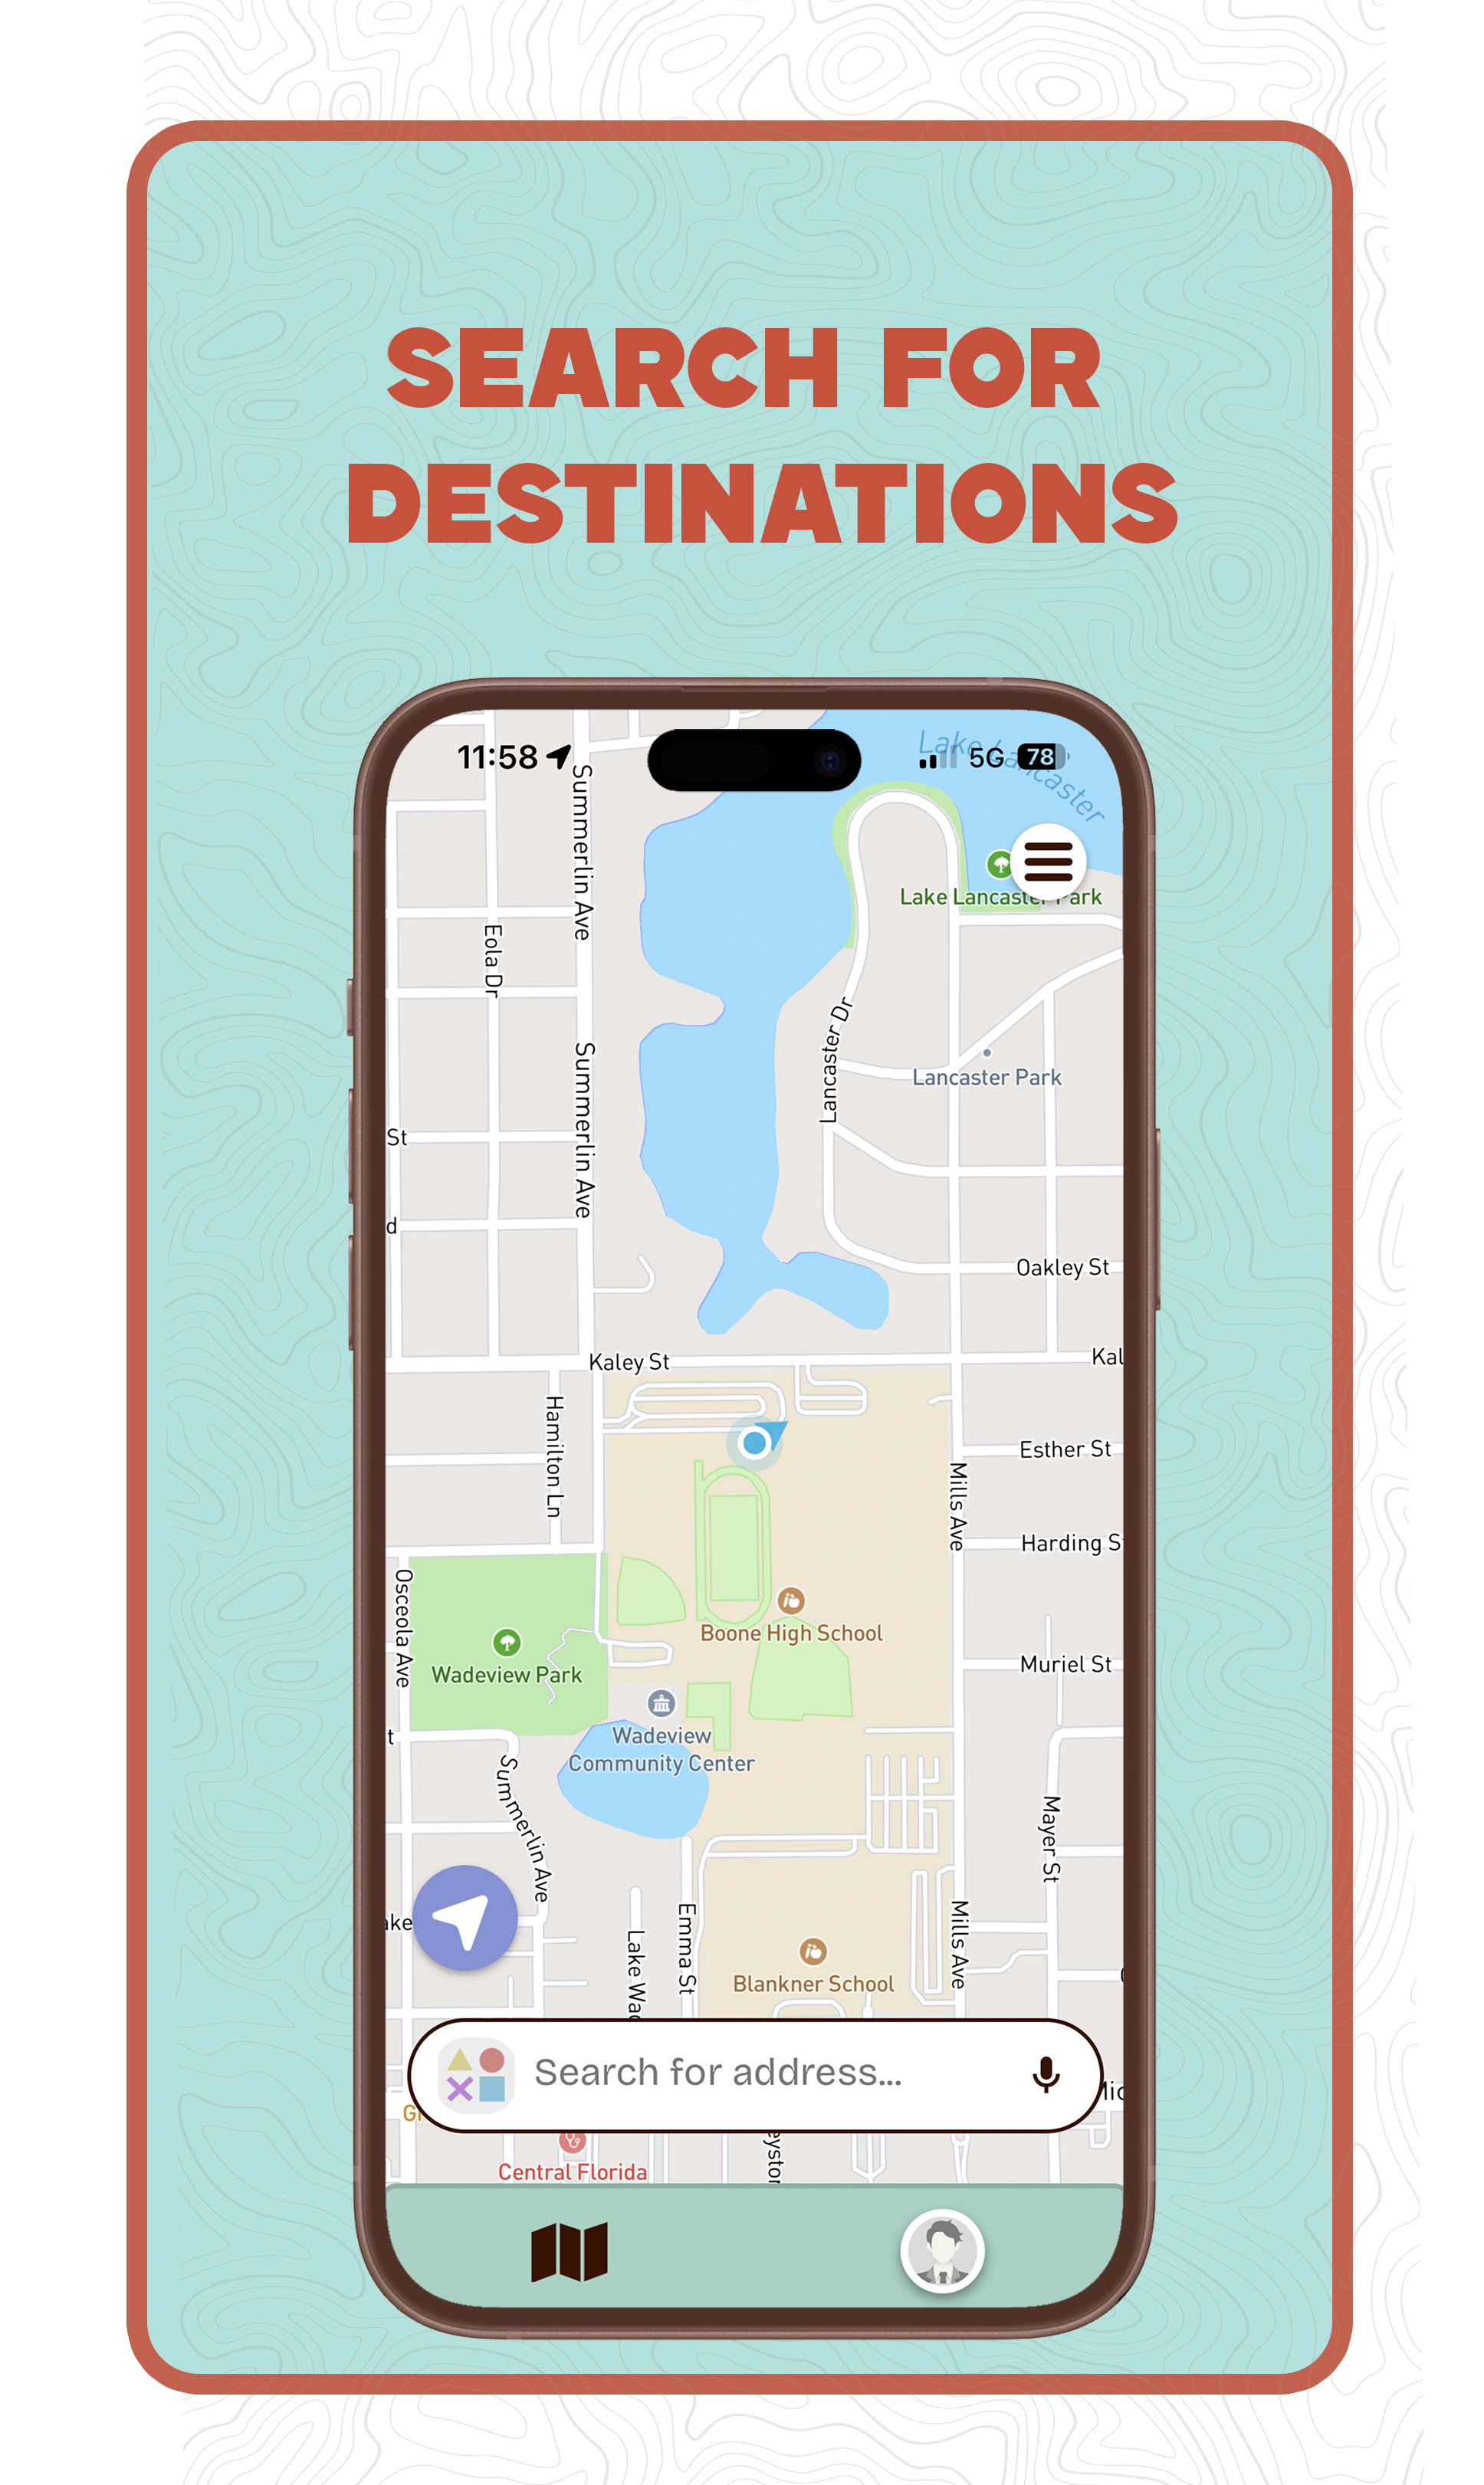 SEARCH FOR
DESTINATIONS
11:58
5G 78
Lake Lancaster
Summerlin Ave
Lake Lancaster Park
Eola Dr
Lancaster Dr
Summerlin Ave
Lancaster Park
St
d
Oakley St
Kaley St
Kal
Hamilton Ln
Esther St
Mills Ave
Harding St
Osceola Ave
Boone High School
Muriel St
Wadeview Park
Wadeview
Community Center
t
Summerlin Ave
Mayer St
ake
Emma St
Mills Ave
Lake Wad
Blankner School
Search for address...
Mic
G
eyston
Central Florida